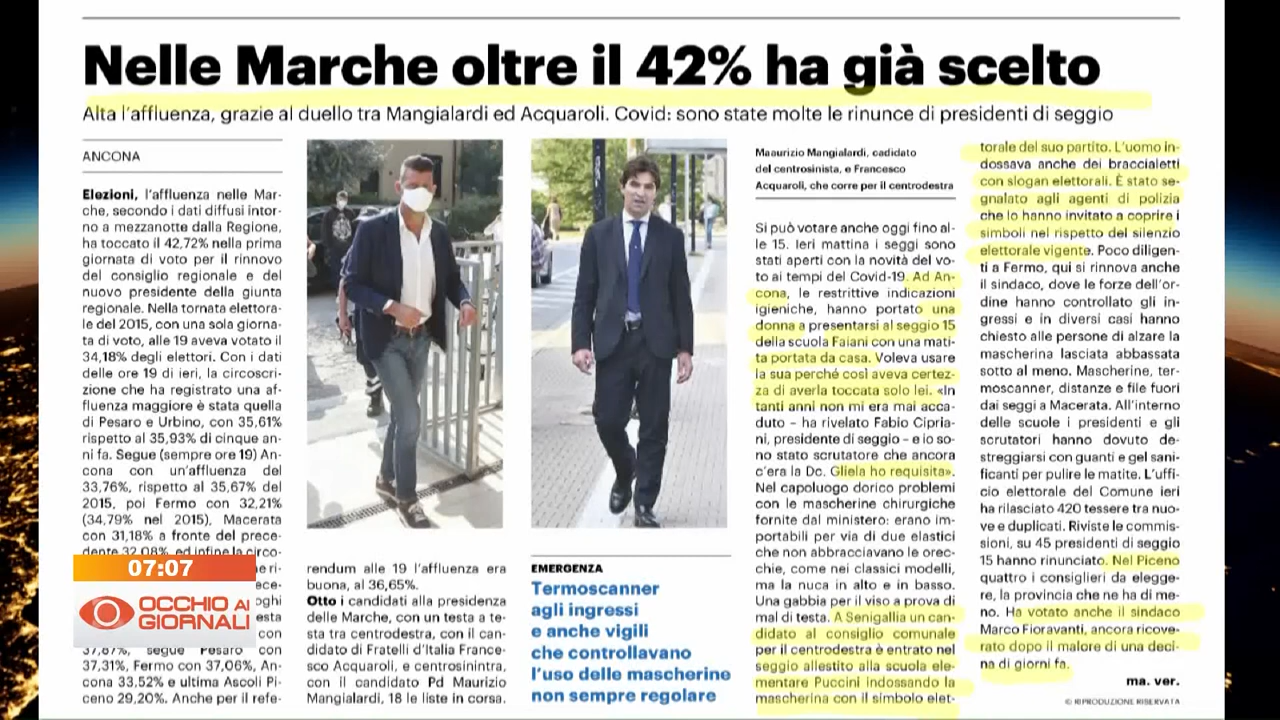 Nelle Marche oltre il 42% ha già scelto
Alta l'affluenza, grazie al duello tra Mangialardi ed Acquaroli. Covid: sono state molte le rinunce di presidenti di seggio
ANCONA
Elezioni, l'affluenza nelle Mar-
che, secondo i dati diffusi intor-
no a mezzanotte dalla Regione,
ha toccato il 42,72% nella prima
giornata di voto per il rinnovo
del consiglio regionale e del
nuovo presidente della giunta
regionale. Nella tornata elettora-
le del 2015, con una sola giorna-
ta di voto, alle 19 aveva votato il
34,18% degli elettori. Con i dati
delle ore 19 di ieri, la circoscri-
zione che ha registrato una af-
fluenza maggiore è stata quella
di Pesaro e Urbino, con 35,61%
rispetto al 35,93% di cinque an-
ni fa. Segue (sempre ore 19) An-
cona con un'affluenza del
33,76%, rispetto al 35,67% del
2015, poi Fermo con 32,21%
(34,79% nel 2015), Macerata
con 31,18% a fronte del prece-
dente 32,08%, ed infine la circo-
con
37,87%, segue Pesaro con
37,31%, Fermo con 37,06%, An-
cona 33,52% e ultima Ascoli Pi-
ceno 29,20%. Anche per il refe-
07:07
OCCHIO AI
GIORNALI
rendum alle 19 l'affluenza era
buona, al 36,65%.
Otto i candidati alla presidenza
delle Marche, con un testa a te-
sta tra centrodestra, con il can-
didato di Fratelli d'Italia France-
sco Acquaroli, e centrosinintra,
con il candidato Pd Maurizio
Mangialardi, 18 le liste in corsa.
EMERGENZA
Termoscanner
agli ingressi
e anche vigili
che controllavano
l'uso delle mascherine
non sempre regolare
Maaurizio Mangialardi, cadidato
del centrosinista, e Francesco
Acquaroli, che corre per il centrodestra
Si può votare anche oggi fino al-
le 15. Ieri mattina i seggi sono
stati aperti con la novità del vo-
to ai tempi del Covid-19. Ad An-
cona, le restrittive indicazioni
igieniche, hanno portato una
donna a presentarsi al seggio 15
della scuola Faiani con una mati-
ta portata da casa. Voleva usare
la sua perché così aveva certez-
za di averla toccata solo lei. «In
tanti anni non mi era mai acca-
duto – ha rivelato Fabio Cipria-
ni, presidente di seggio – e io so-
no stato scrutatore che ancora
c'era la Dc. Gliela ho requisita».
Nel capoluogo dorico problemi
con le mascherine chirurgiche
fornite dal ministero: erano im-
portabili per via di due elastici
che non abbracciavano le orec-
chie, come nei classici modelli,
ma la nuca in alto e in basso.
Una gabbia per il viso a prova di
mal di testa. A Senigallia un can-
didato al consiglio comunale
per il centrodestra è entrato nel
seggio allestito alla scuola ele-
mentare Puccini indossando la
mascherina con il simbolo elet-
torale del suo partito. L'uomo in-
dossava anche dei braccialetti
con slogan elettorali. È stato se-
gnalato agli agenti di polizia
che lo hanno invitato a coprire i
simboli nel rispetto del silenzio
elettorale vigente. Poco diligen-
ti a Fermo, qui si rinnova anche
il sindaco, dove le forze dell'or-
dine hanno controllato gli in-
gressi e in diversi casi hanno
chiesto alle persone di alzare la
mascherina lasciata abbassata
sotto al meno. Mascherine, ter-
moscanner, distanze e file fuori
dai seggi a Macerata. All'interno
delle scuole i presidenti e gli
scrutatori hanno dovuto de-
streggiarsi con guanti e gel sani-
ficanti per pulire le matite. L'uffi-
cio elettorale del Comune ieri
ha rilasciato 420 tessere tra nuo-
ve e duplicati. Riviste le commis-
sioni, su 45 presidenti di seggio
15 hanno rinunciato. Nel Piceno
quattro i consiglieri da elegge-
re, la provincia che ne ha di me-
no. Ha votato anche il sindaco
Marco Fioravanti, ancora ricove-
rato dopo il malore di una deci-
na di giorni fa.
ma. ver.
© RIPRODUZIONE RISERVATA